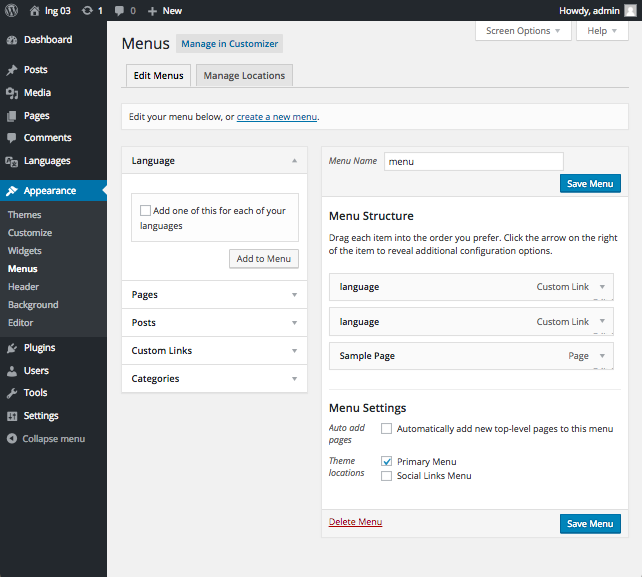 lng 03 1 0 New Howdy, admin
Screen Options Help
Dashboard
Posts
Media
Pages
Comments
Languages
Appearance
Themes
Customize
Widgets
Menus
Header
Background
Editor
Plugins
Users
Tools
Settings
Collapse menu
Menus Manage in Customizer
Edit Menus Manage Locations
Edit your menu below, or create a new menu.
Language
Add one of this for each of your
languages
Add to Menu
Pages
Posts
Custom Links
Categories
Menu Name menu
Save Menu
Menu Structure
Drag each item into the order you prefer. Click the arrow on the right
of the item to reveal additional configuration options.
language Custom Link
language Custom Link
Sample Page Page
Menu Settings
Auto add
pages
Automatically add new top-level pages to this menu
Theme
locations
Primary Menu
Social Links Menu
Delete Menu Save Menu